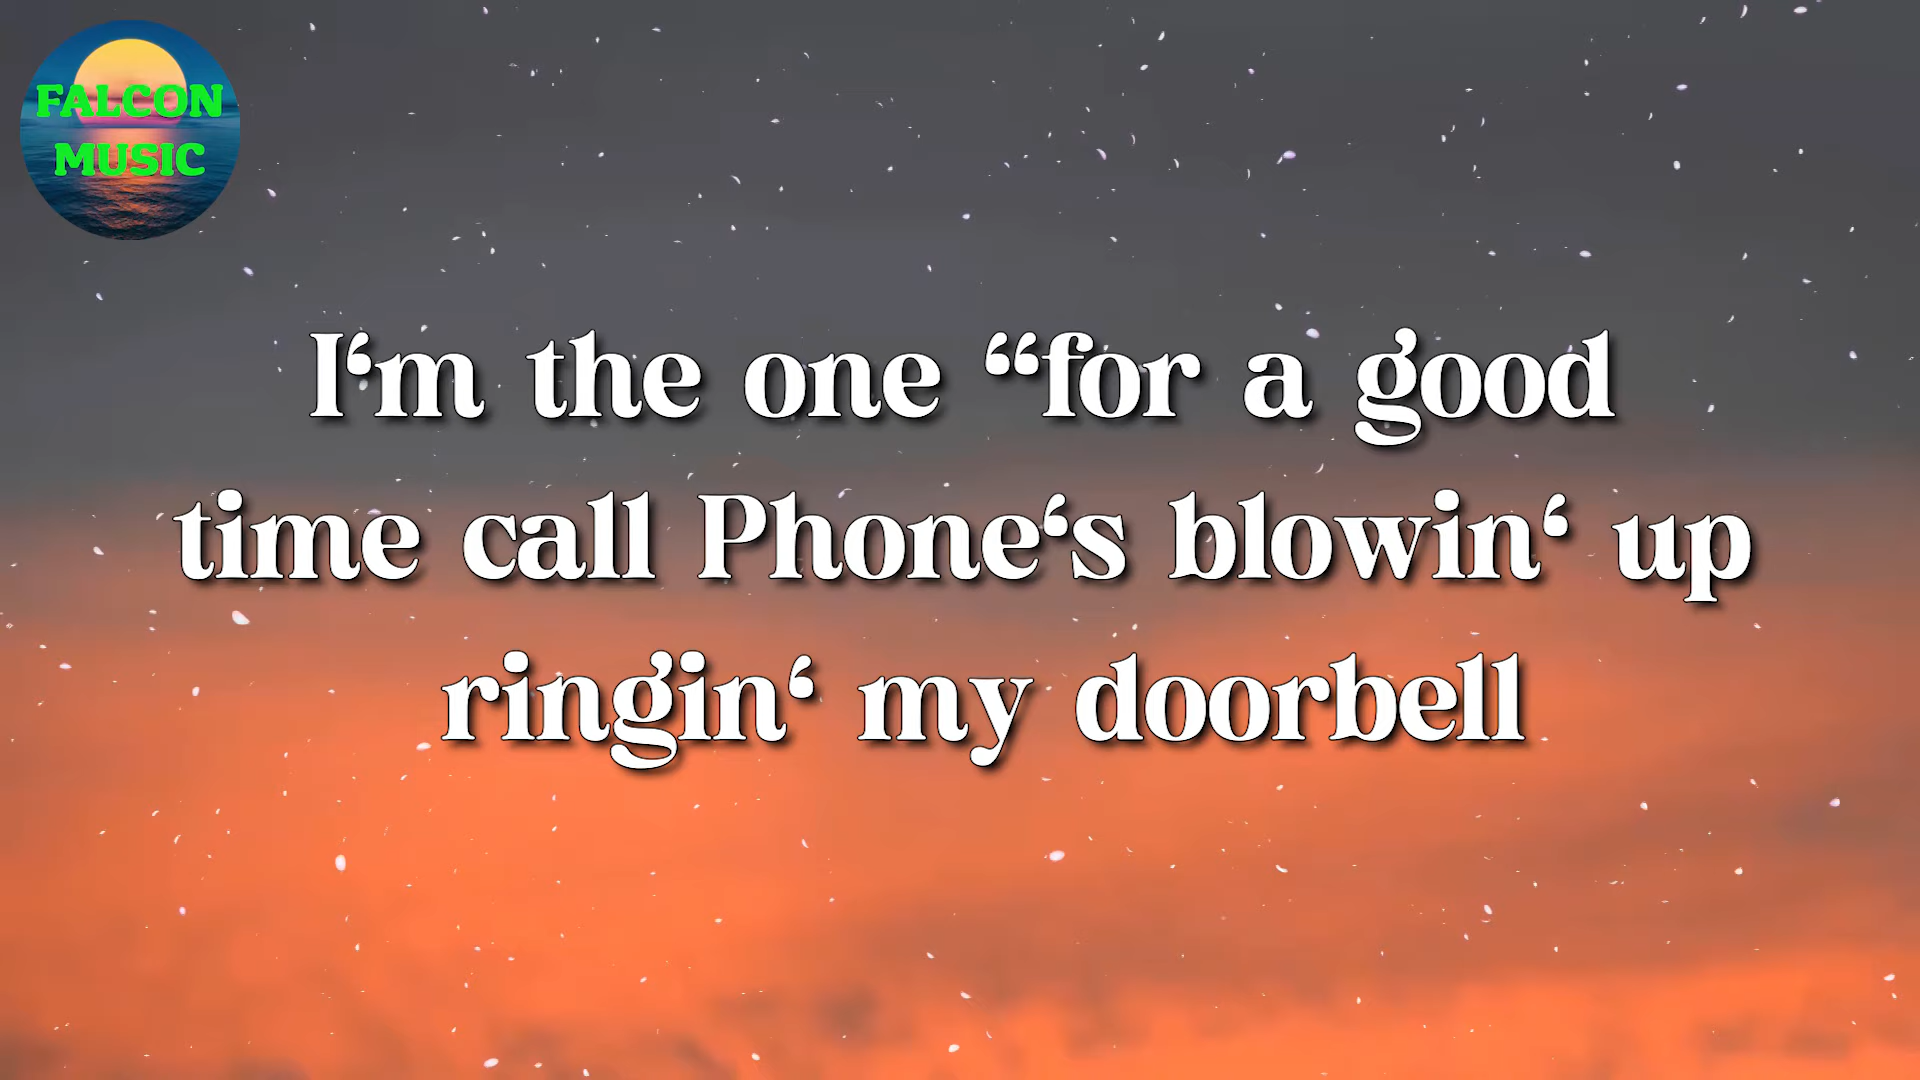 FALCON
MUSIC
I‘m the one “for a good
time call Phone‘s blowin‘ up
ringin‘ my doorbell